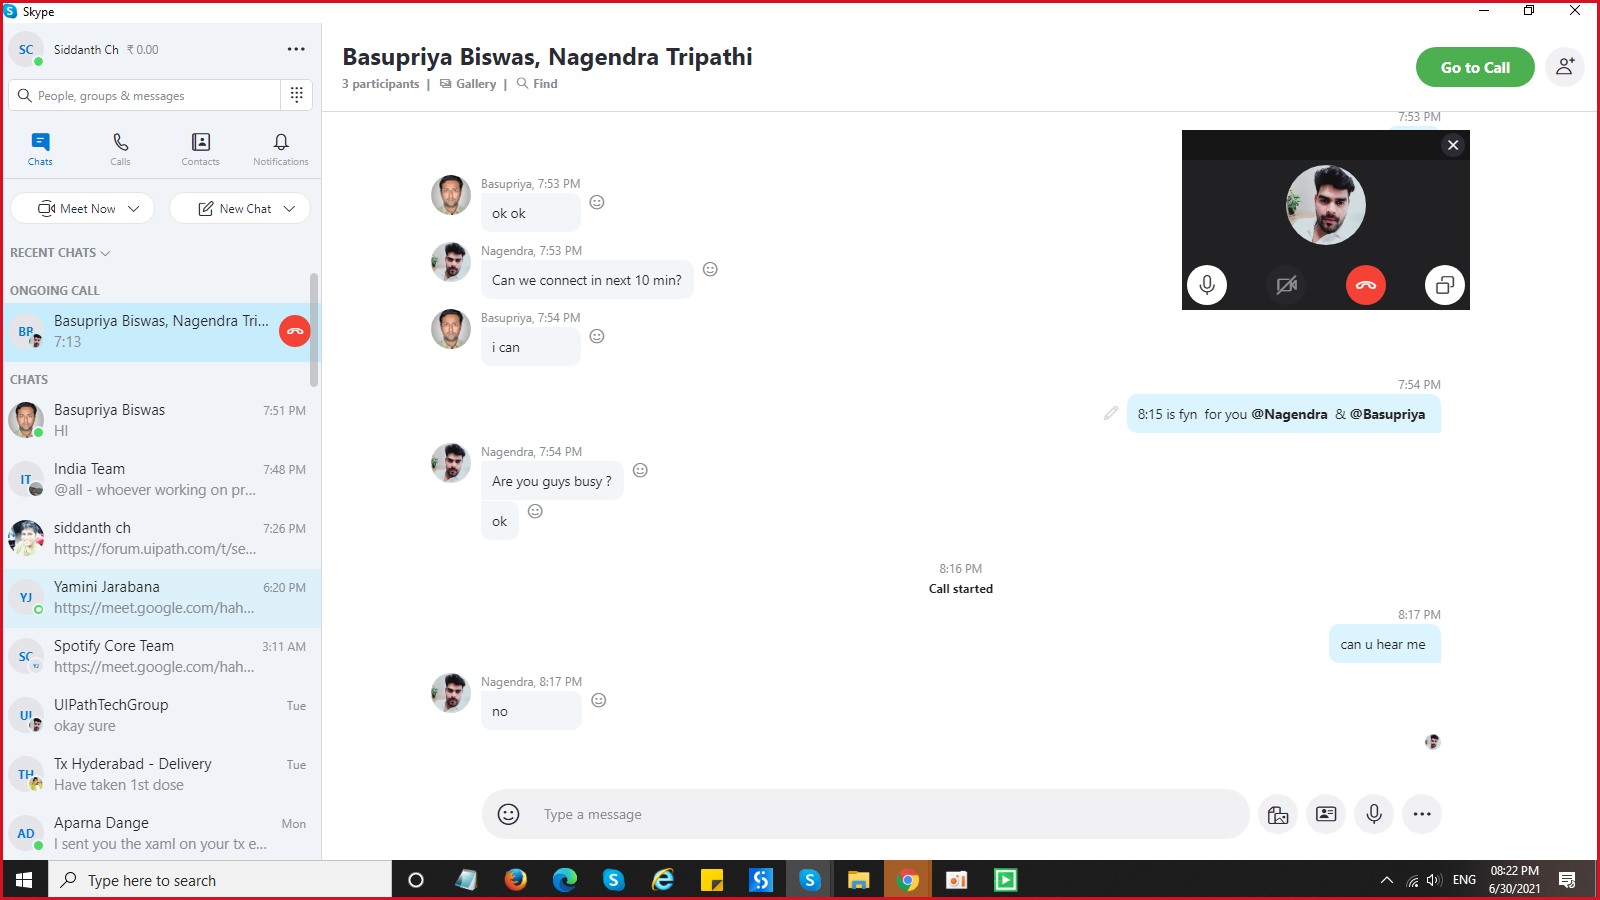 Skype
SC
Siddanth Ch ₹ 0.00
People, groups & messages
Chats
Calls
Contacts
Notifications
Meet Now
New Chat
RECENT CHATS
ONGOING CALL
Basupriya Biswas, Nagendra Tri...
7:13
CHATS
Basupriya Biswas 7:51 PM
HI
IT
India Team 7:48 PM
@all - whoever working on pr...
siddanth ch 7:26 PM
https://forum.uipath.com/t/se...
YJ
Yamini Jarabana 6:20 PM
https://meet.google.com/hah...
SC
YJ
Spotify Core Team 3:11 AM
https://meet.google.com/hah...
UI
UIPathTechGroup Tue
okay sure
TH
Tx Hyderabad - Delivery Tue
Have taken 1st dose
AD
Aparna Dange Mon
I sent you the xaml on your tx e...
Basupriya Biswas, Nagendra Tripathi
3 participants | Gallery | Find
Go to Call
7:53 PM
Basupriya, 7:53 PM
ok ok
Nagendra, 7:53 PM
Can we connect in next 10 min?
Basupriya, 7:54 PM
i can
7:54 PM
8:15 is fyn for you @Nagendra & @Basupriya
Nagendra, 7:54 PM
Are you guys busy ?
ok
8:16 PM
Call started
8:17 PM
can u hear me
Nagendra, 8:17 PM
no
Type a message
Type here to search
ENG
08:22 PM
6/30/2021